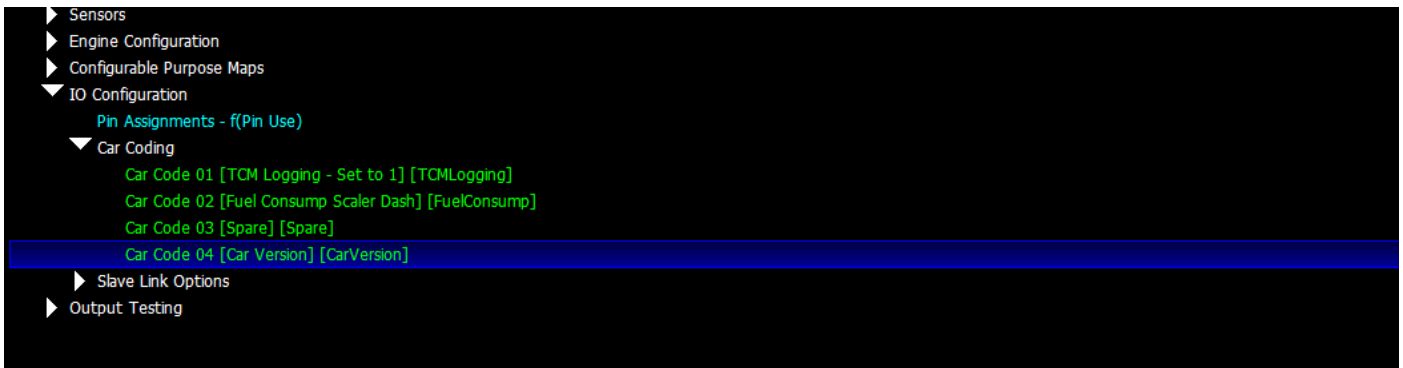 Sensors
Engine Configuration
Configurable Purpose Maps
IO Configuration
Pin Assignments - f(Pin Use)
Car Coding
Car Code 01 [TCM Logging - Set to 1] [TCMLogging]
Car Code 02 [Fuel Consump Scaler Dash] [FuelConsump]
Car Code 03 [Spare] [Spare]
Car Code 04 [Car Version] [CarVersion]
Slave Link Options
Output Testing